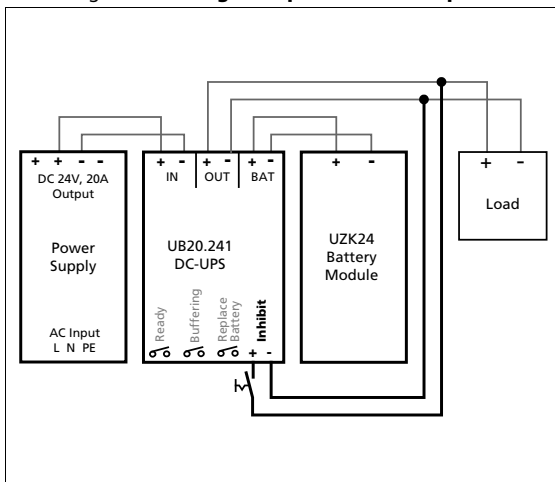 + + - -
DC 24V, 20A
Output
Power
Supply
AC Input
L N PE
+ - + - + -
IN OUT BAT
UB20.241
DC-UPS
Ready
Buffering
Replace
Battery
Inhibit
+ -
+ -
UZK24
Battery
Module
+ -
Load